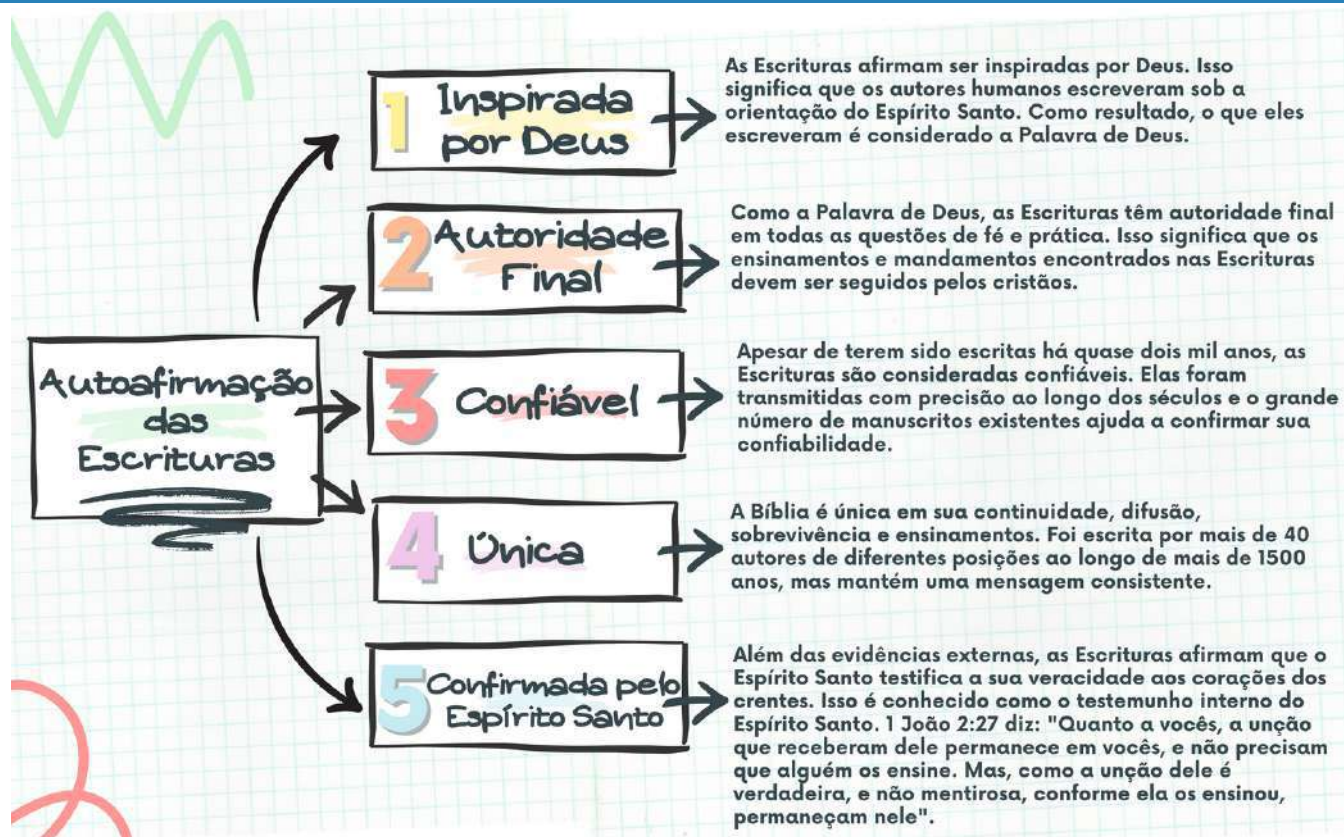 1
Inspirada
por Deus
As Escrituras afirmam ser inspiradas por Deus. Isso
significa que os autores humanos escreveram sob a
orientação do Espírito Santo. Como resultado, o que eles
escreveram é considerado a Palavra de Deus.
2
Autoridade
Final
Como a Palavra de Deus, as Escrituras têm autoridade final
em todas as questões de fé e prática. Isso significa que os
ensinamentos e mandamentos encontrados nas Escrituras
devem ser seguidos pelos cristãos.
Autoafirmação
das
Escrituras
3
Confiável
Apesar de terem sido escritas há quase dois mil anos, as
Escrituras são consideradas confiáveis. Elas foram
transmitidas com precisão ao longo dos séculos e o grande
número de manuscritos existentes ajuda a confirmar sua
confiabilidade.
4
Única
A Bíblia é única em sua continuidade, difusão,
sobrevivência e ensinamentos. Foi escrita por mais de 40
autores de diferentes posições ao longo de mais de 1500
anos, mas mantém uma mensagem consistente.
5
Confirmada pelo
Espírito Santo
Além das evidências externas, as Escrituras afirmam que o
Espírito Santo testifica a sua veracidade aos corações dos
crentes. Isso é conhecido como o testemunho interno do
Espírito Santo. 1 João 2:27 diz: "Quanto a vocês, a unção
que receberam dele permanece em vocês, e não precisam
que alguém os ensine. Mas, como a unção dele é
verdadeira, e não mentirosa, conforme ela os ensinou,
permaneçam nele".